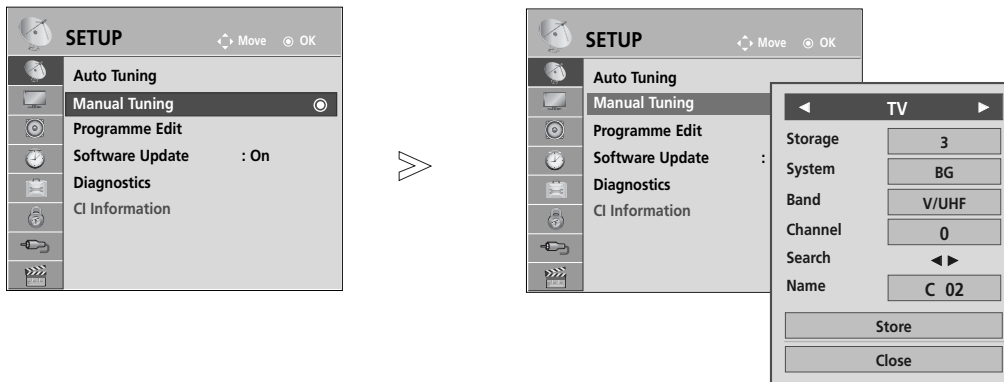 SETUP
Move OK
Auto Tuning
Manual Tuning
Programme Edit
Software Update : On
Diagnostics
CI Information
SETUP
Move OK
Auto Tuning
Manual Tuning
Programme Edit
Software Update :
Diagnostics
CI Information
◄ TV ►
Storage 3
System BG
Band V/UHF
Channel 0
Search ◄ ►
Name C 02
Store
Close